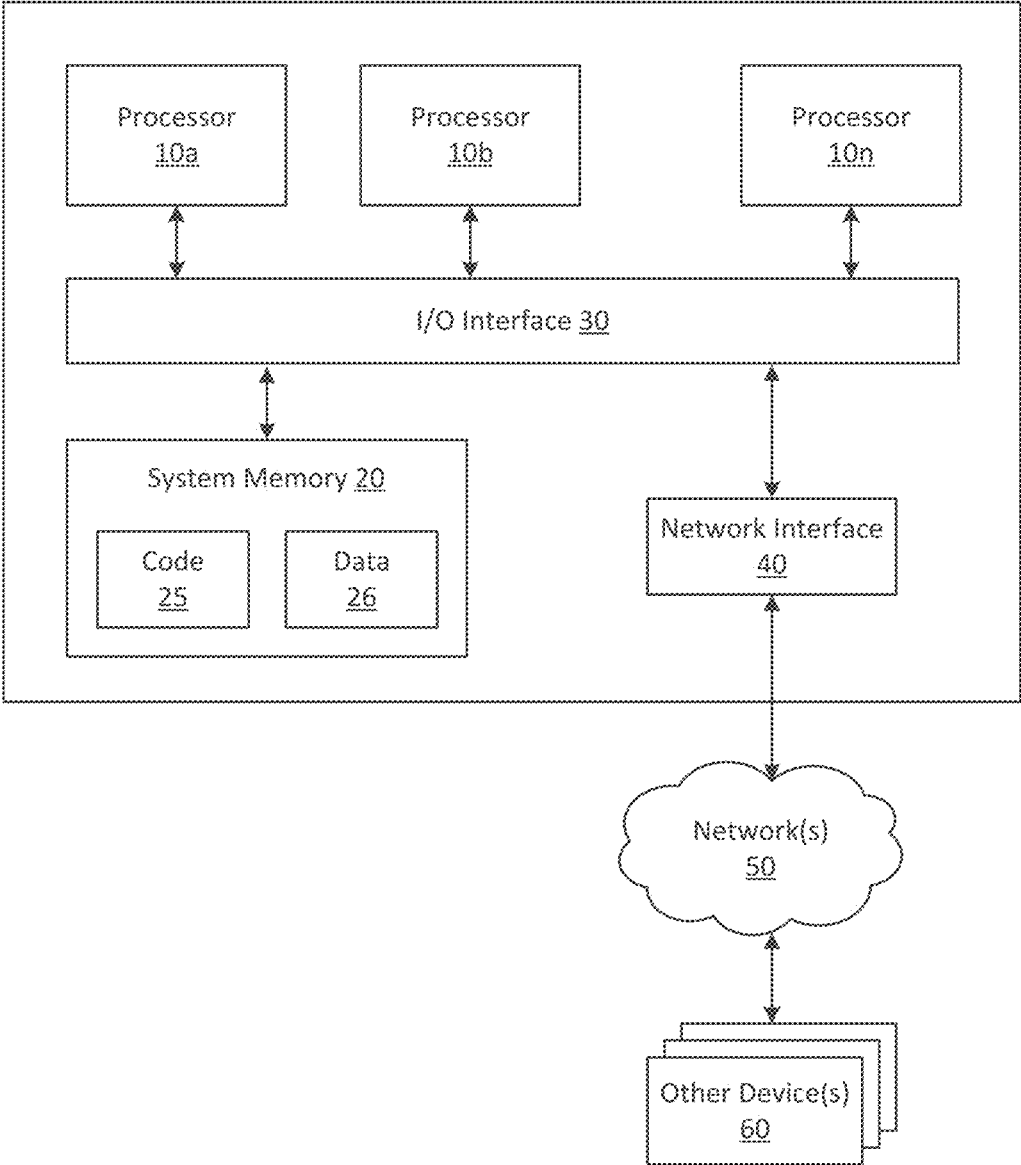 Processor
10a
Processor
10b
Processor
10n
I/O Interface 30
System Memory 20
Code
25
Data
26
Network Interface
40
Network(s)
50
Other Device(s)
60